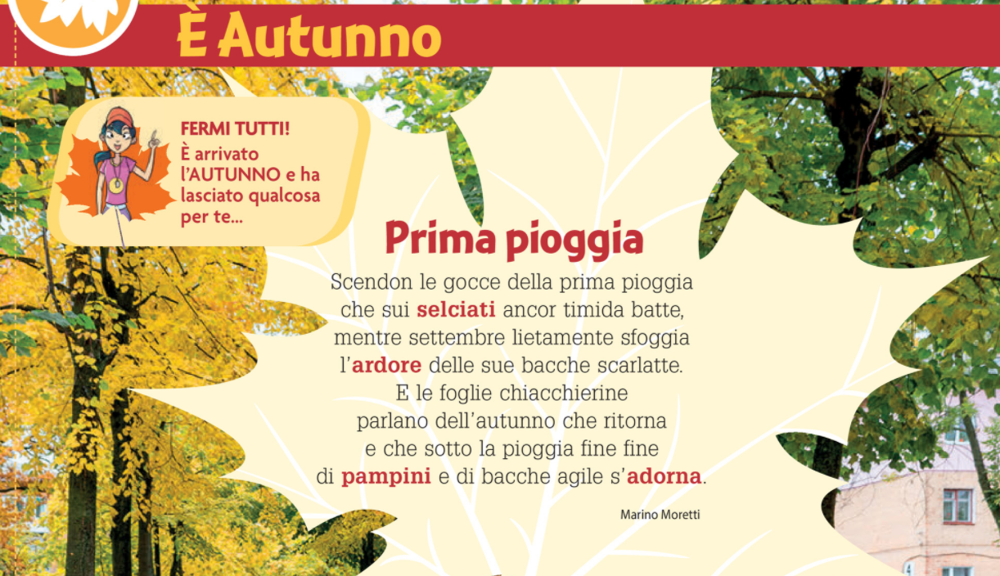 È Autunno
FERMI TUTTI!
È arrivato
l'AUTUNNO e ha
lasciato qualcosa
per te...
Prima pioggia
Scendon le gocce della prima pioggia
che sui selciati ancor timida batte,
mentre settembre lietamente sfoggia
l'ardore delle sue bacche scarlatte.
E le foglie chiacchierine
parlano dell'autunno che ritorna
e che sotto la pioggia fine fine
di pampini e di bacche agile s'adorna.
Marino Moretti
4